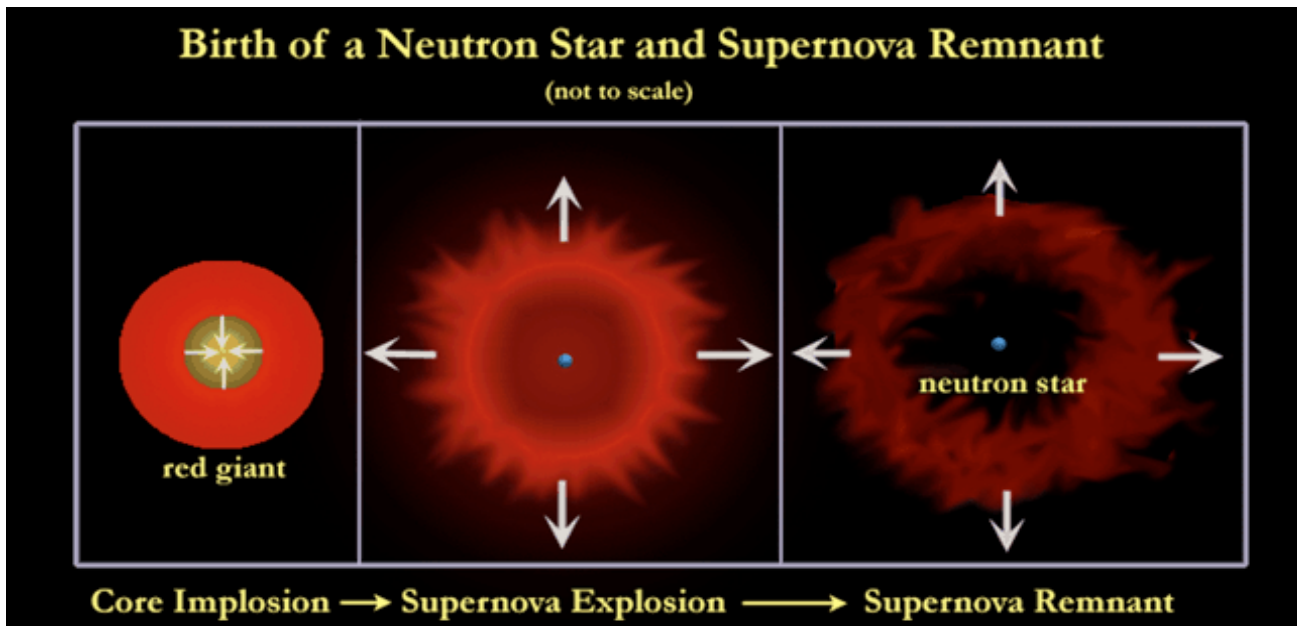 Birth of a Neutron Star and Supernova Remnant
(not to scale)
red giant
neutron star
Core Implosion → Supernova Explosion → Supernova Remnant